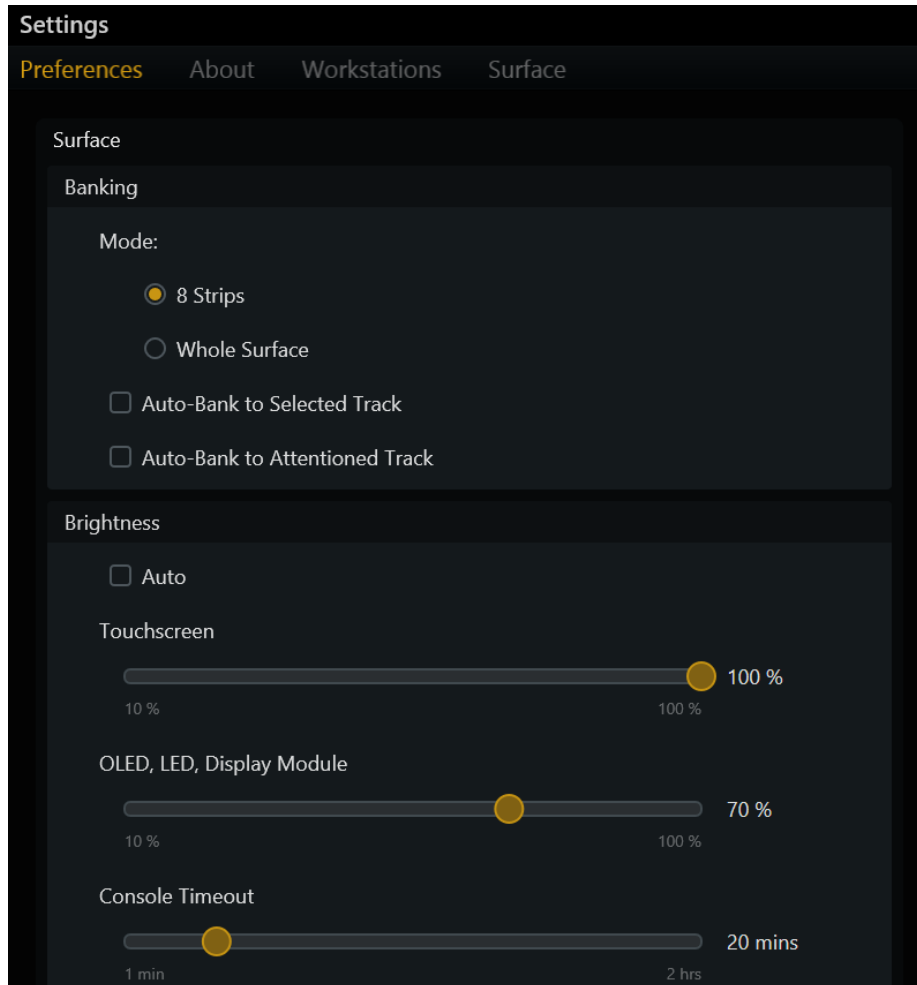 Settings
Preferences About Workstations Surface
Surface
Banking
Mode:
8 Strips
Whole Surface
Auto-Bank to Selected Track
Auto-Bank to Attentioned Track
Brightness
Auto
Touchscreen
100 %
10 % 100 %
OLED, LED, Display Module
70 %
10 % 100 %
Console Timeout
20 mins
1 min 2 hrs